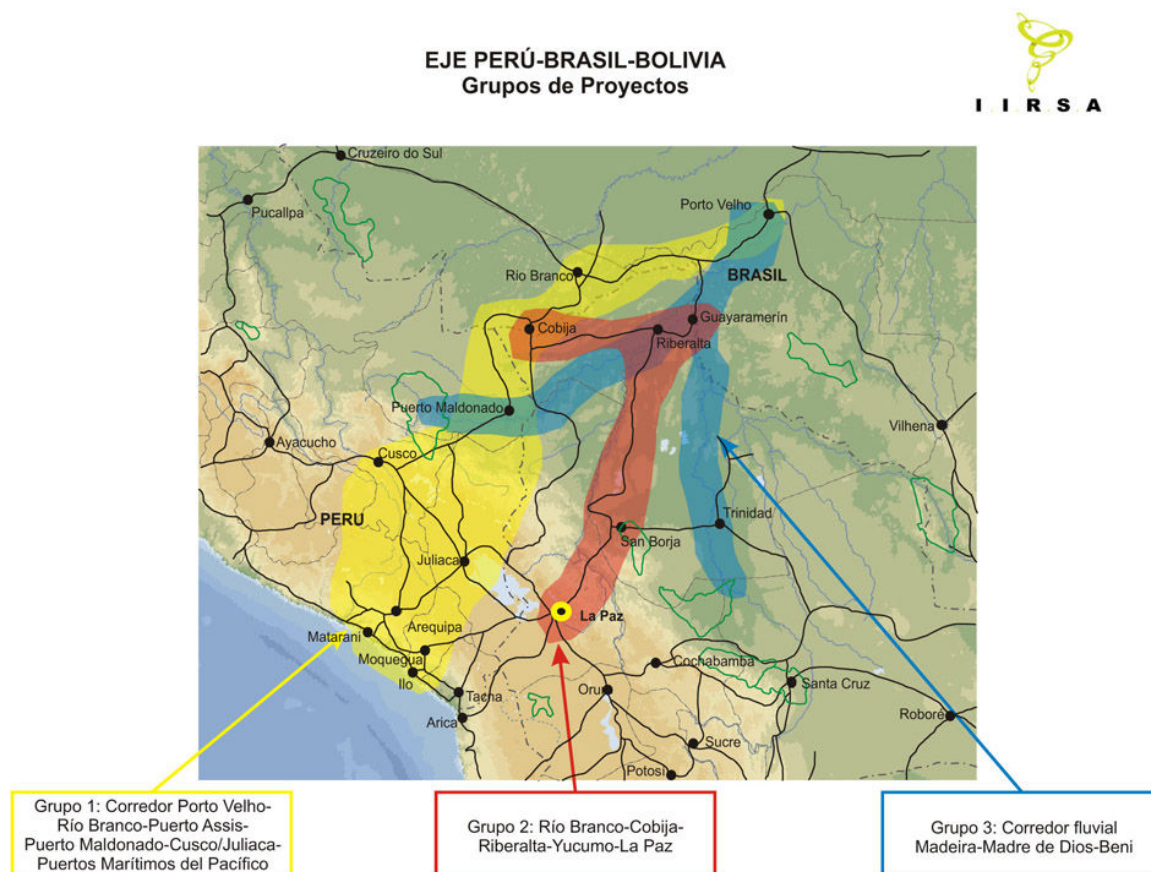 EJE PERÚ-BRASIL-BOLIVIA
Grupos de Proyectos
I.I.R.S.A
Cruzeiro do Sul
Pucallpa
Porto Velho
Río Branco
BRASIL
Cobija
Guayaramerín
Riberalta
Puerto Maldonado
Vilhena
Ayacucho
Cusco
PERU
Trinidad
San Borja
Juliaca
La Paz
Arequipa
Matarani
Moquegua
Cochabamba
Ilo
Santa Cruz
Tacna
Oru
Arica
Roboré
Sucre
Potosí
Grupo 1: Corredor Porto Velho-
Río Branco-Puerto Assis-
Puerto Maldonado-Cusco/Juliaca-
Puertos Marítimos del Pacífico
Grupo 2: Río Branco-Cobija-
Riberalta-Yucumo-La Paz
Grupo 3: Corredor fluvial
Madeira-Madre de Dios-Beni